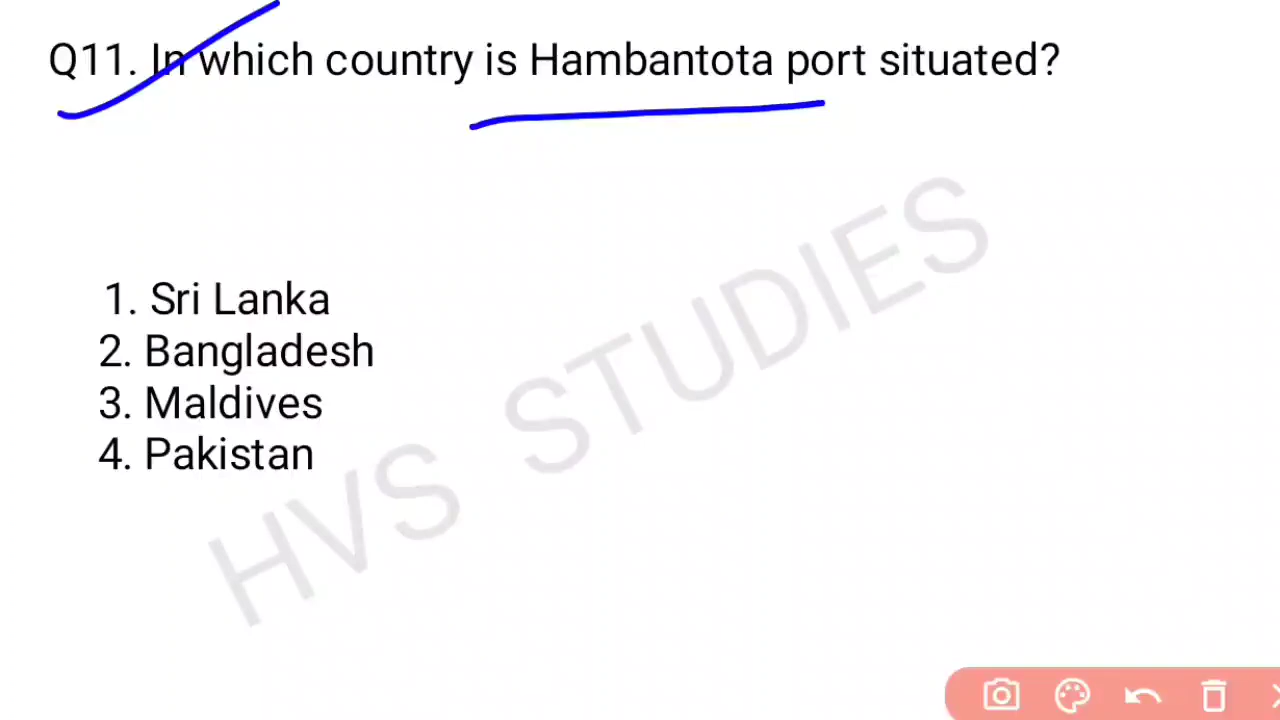 Q11. In which country is Hambantota port situated?
1. Sri Lanka
2. Bangladesh
3. Maldives
4. Pakistan
HVS STUDIES